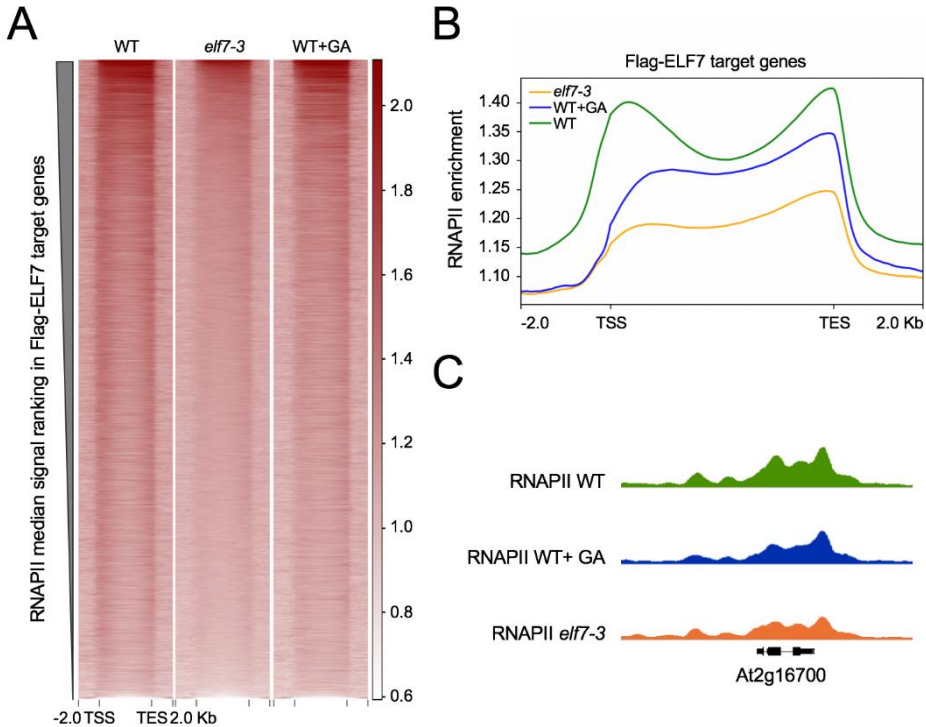 A
WT
elf7-3
WT+GA
RNAPII median signal ranking in Flag-ELF7 target genes
2.0
1.8
1.6
1.4
1.2
1.0
0.8
0.6
-2.0 TSS TES 2.0 Kb
B
Flag-ELF7 target genes
RNAPII enrichment
1.40
1.35
1.30
1.25
1.20
1.15
1.10
elf7-3
WT+GA
WT
-2.0 TSS TES 2.0 Kb
C
RNAPII WT
RNAPII WT+ GA
RNAPII elf7-3
At2g16700